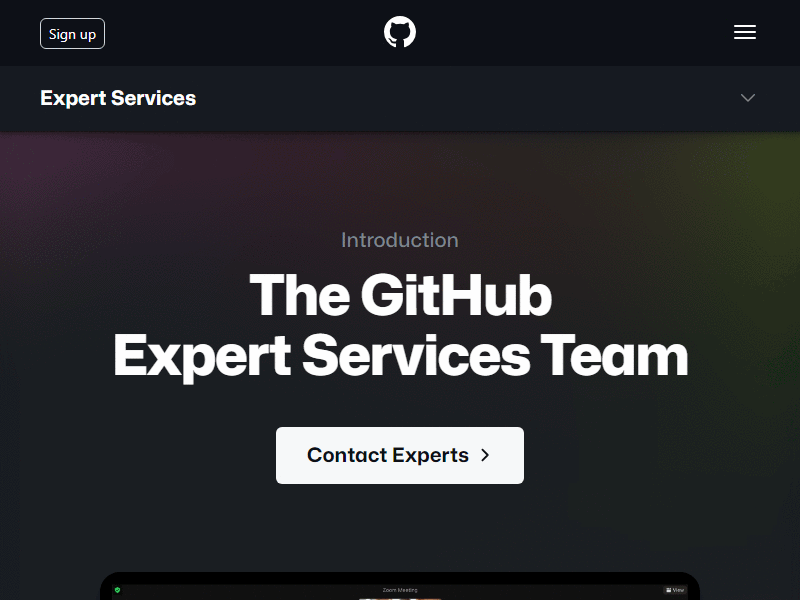 Sign up
Expert Services
Introduction
The GitHub
Expert Services Team
Contact Experts
Zoom Meeting
View